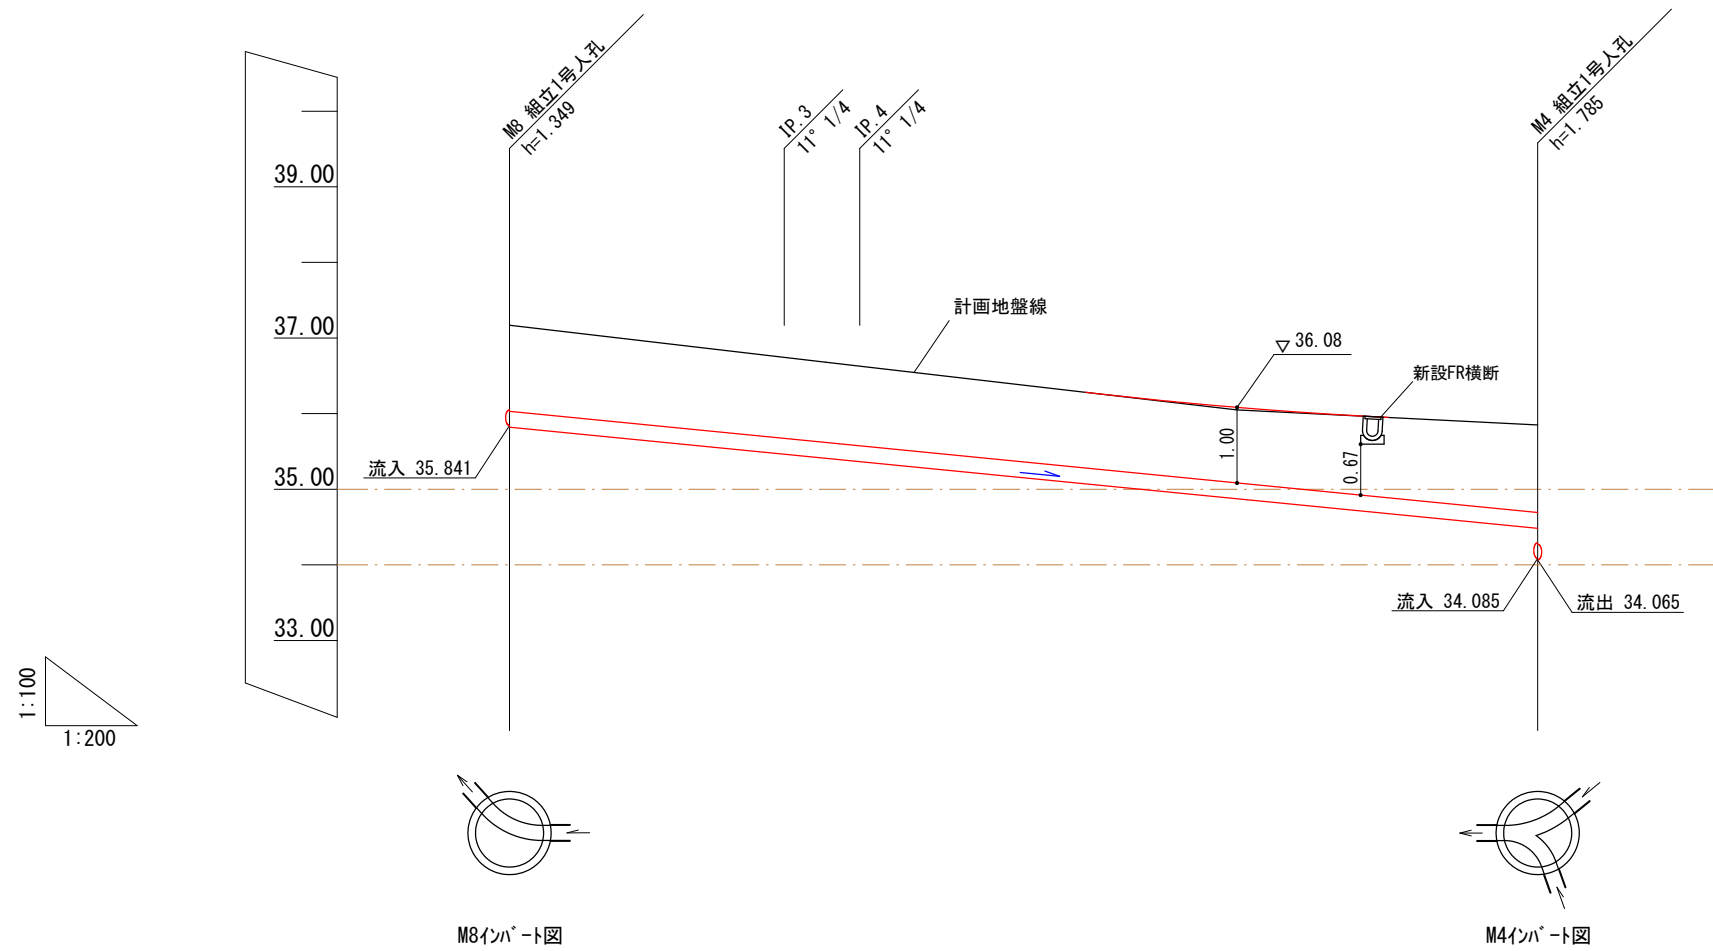 M8 組立1号人孔
h=1.349
IP.3
11° 1/4
IP.4
11° 1/4
M4 組立1号人孔
h=1.785
39.00
37.00
35.00
33.00
計画地盤線
▽ 36.08
新設FR横断
1.00
0.67
流入 35.841
流入 34.085
流出 34.065
1:100
1:200
M8インバート図
M4インバート図